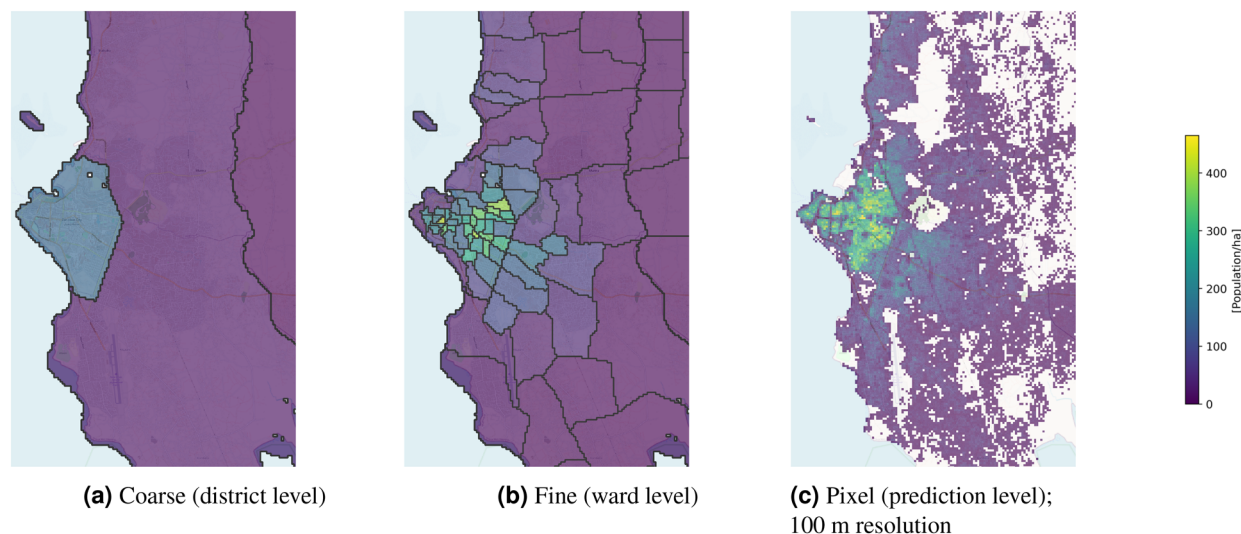 400
300
200
100
0
[Population/ha]
(a) Coarse (district level)
(b) Fine (ward level)
(c) Pixel (prediction level);
100 m resolution